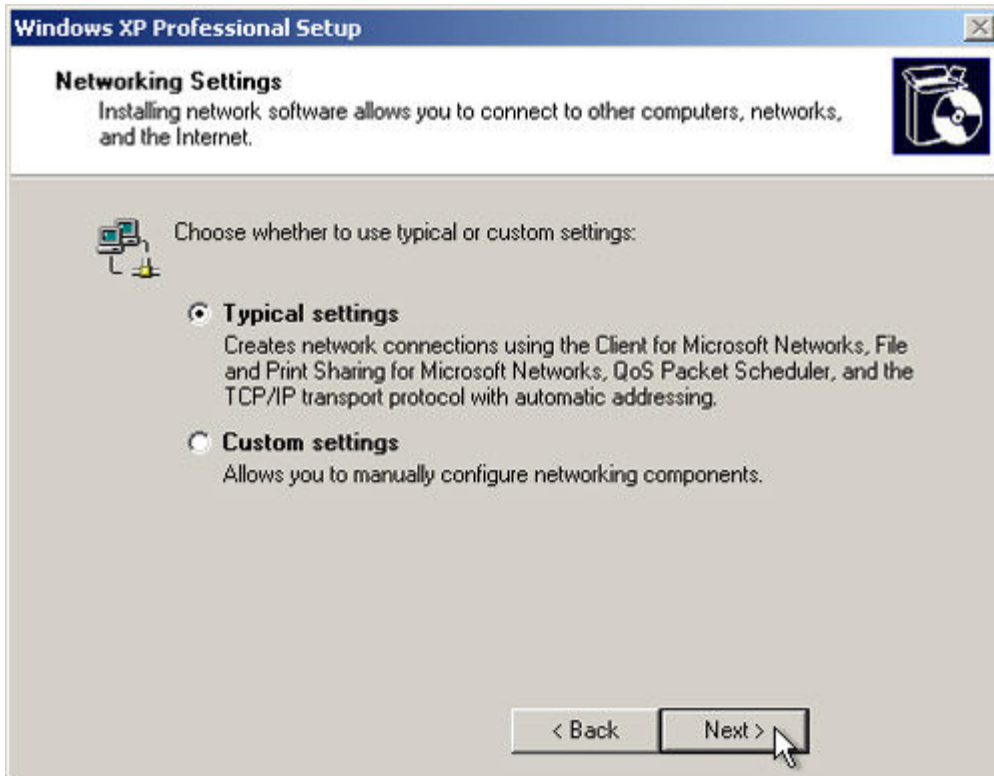 Windows XP Professional Setup
Networking Settings
Installing network software allows you to connect to other computers, networks,
and the Internet.
Choose whether to use typical or custom settings:
Typical settings
Creates network connections using the Client for Microsoft Networks, File
and Print Sharing for Microsoft Networks, QoS Packet Scheduler, and the
TCP/IP transport protocol with automatic addressing.
Custom settings
Allows you to manually configure networking components.
< Back Next >